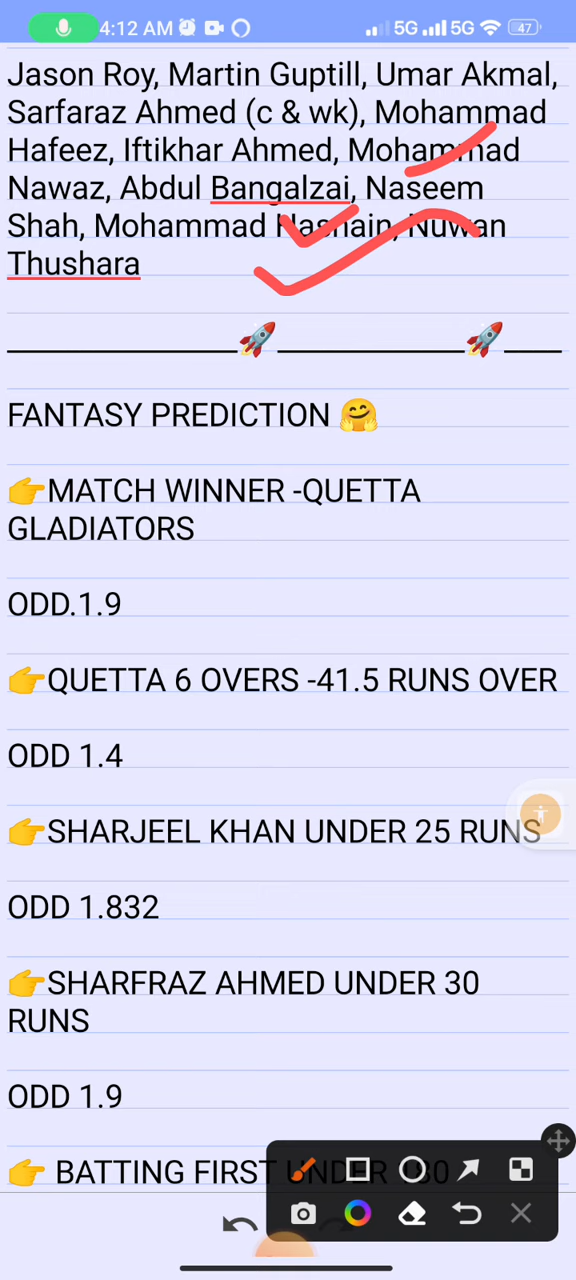 4:12 AM 5G 5G 47
Jason Roy, Martin Guptill, Umar Akmal,
Sarfaraz Ahmed (c & wk), Mohammad
Hafeez, Iftikhar Ahmed, Mohammad
Nawaz, Abdul Bangalzai, Naseem
Shah, Mohammad Hasnain, Nuwan
Thushara
FANTASY PREDICTION 🤗
👉MATCH WINNER -QUETTA
GLADIATORS
ODD.1.9
👉QUETTA 6 OVERS -41.5 RUNS OVER
ODD 1.4
👉SHARJEEL KHAN UNDER 25 RUNS
ODD 1.832
👉SHARFRAZ AHMED UNDER 30
RUNS
ODD 1.9
👉 BATTING FIRST UNDER 180